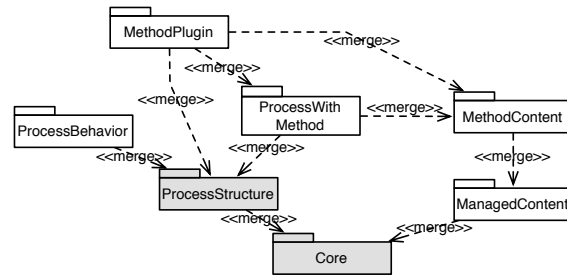 MethodPlugin
<<merge>>
<<merge>>
<<merge>>
ProcessWith
Method
MethodContent
ProcessBehavior
<<merge>>
<<merge>>
<<merge>>
<<merge>>
ProcessStructure
ManagedContent
<<merge>>
<<merge>>
Core